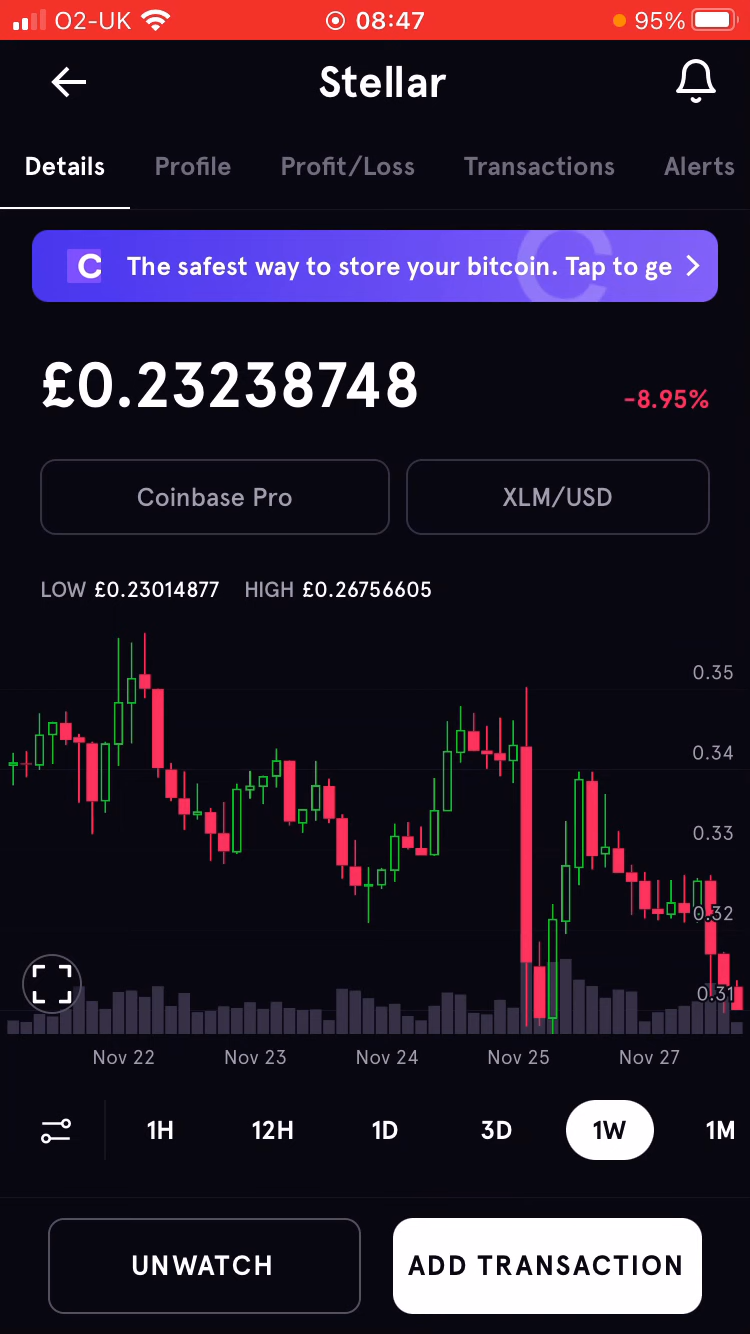 O2-UK 08:47 95%
Stellar
Details Profile Profit/Loss Transactions Alerts
C The safest way to store your bitcoin. Tap to ge
£0.23238748 -8.95%
Coinbase Pro XLM/USD
LOW £0.23014877 HIGH £0.26756605
0.35
0.34
0.33
0.32
0.31
Nov 22 Nov 23 Nov 24 Nov 25 Nov 27
1H 12H 1D 3D 1W 1M
UNWATCH ADD TRANSACTION